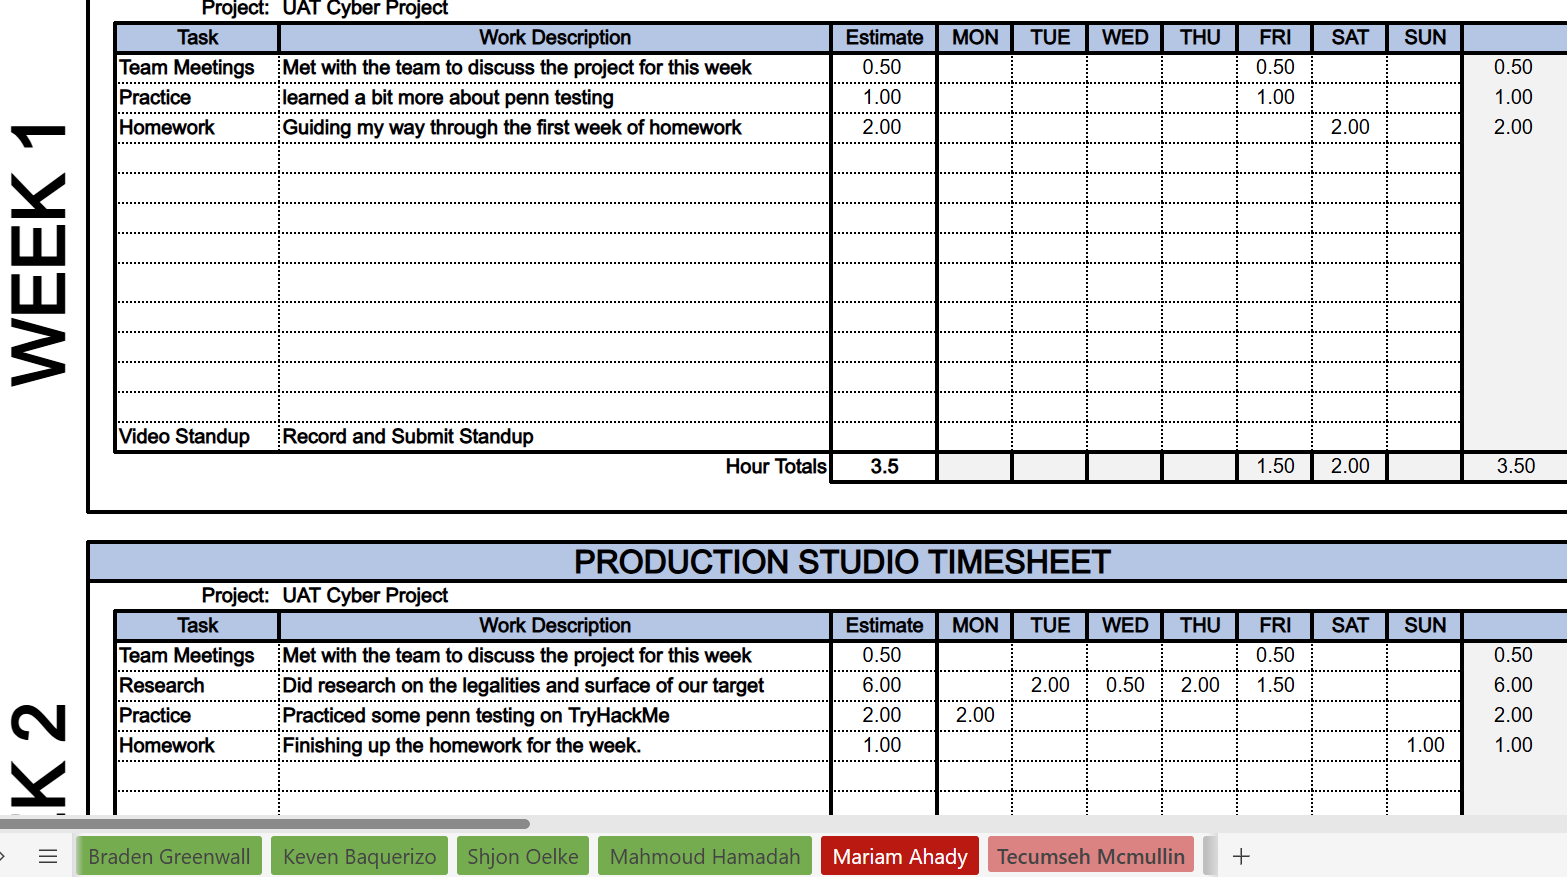 Project: UAT Cyber Project
Task Work Description Estimate MON TUE WED THU FRI SAT SUN
Team Meetings Met with the team to discuss the project for this week 0.50 0.50 0.50
Practice learned a bit more about penn testing 1.00 1.00 1.00
Homework Guiding my way through the first week of homework 2.00 2.00 2.00
WEEK 1
Video Standup Record and Submit Standup
Hour Totals 3.5 1.50 2.00 3.50
PRODUCTION STUDIO TIMESHEET
Project: UAT Cyber Project
Task Work Description Estimate MON TUE WED THU FRI SAT SUN
Team Meetings Met with the team to discuss the project for this week 0.50 0.50 0.50
Research Did research on the legalities and surface of our target 6.00 2.00 0.50 2.00 1.50 6.00
Practice Practiced some penn testing on TryHackMe 2.00 2.00 2.00
Homework Finishing up the homework for the week. 1.00 1.00 1.00
K 2
Braden Greenwall Keven Baquerizo Shjon Oelke Mahmoud Hamadah Mariam Ahady Tecumseh Mcmullin